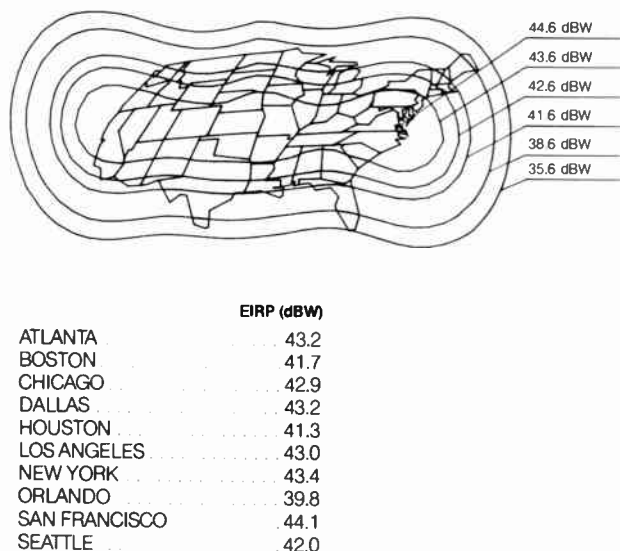 44.6 dBW
43.6 dBW
42.6 dBW
41 6 dBW
38 6 dBW
35.6 dBW
EIRP (dBW)
ATLANTA 43.2
BOSTON 41.7
CHICAGO 42.9
DALLAS 43.2
HOUSTON 41.3
LOS ANGELES 43.0
NEW YORK 43.4
ORLANDO 39.8
SAN FRANCISCO 44.1
SEATTLE 42.0